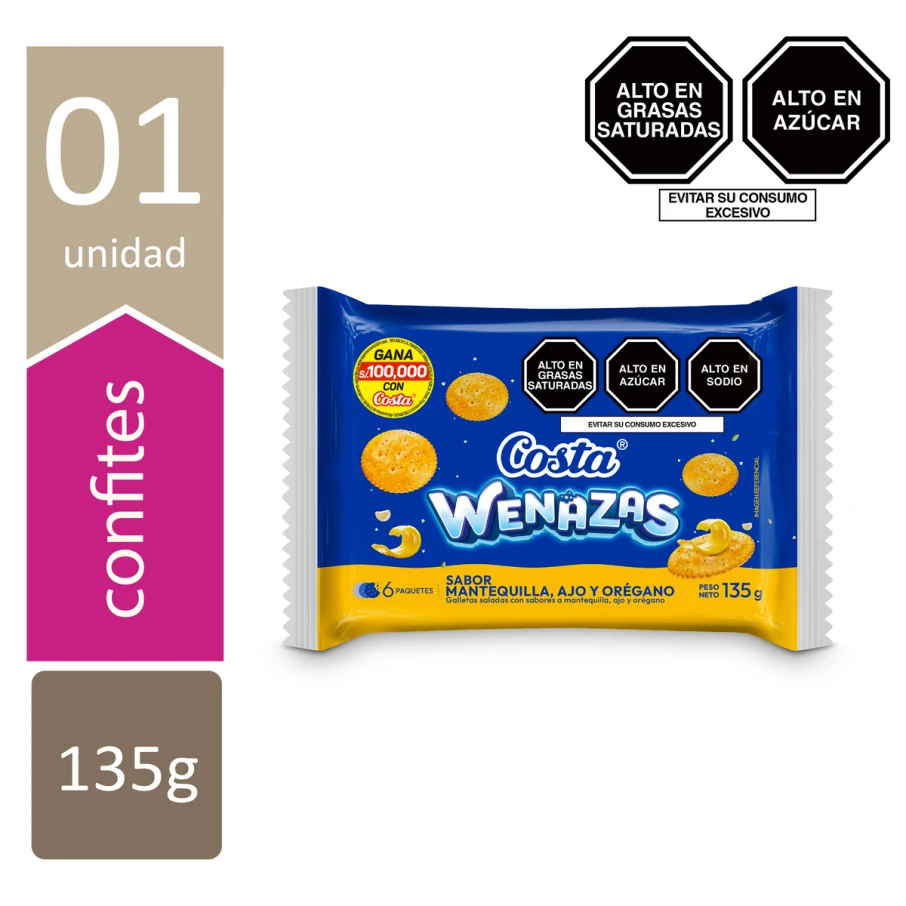 01
unidad
confites
135g
ALTO EN
GRASAS
SATURADAS
ALTO EN
AZÚCAR
EVITAR SU CONSUMO
EXCESIVO
GANA
S/.100,000
CON
Costa
ALTO EN
GRASAS
SATURADAS
ALTO EN
AZÚCAR
ALTO EN
SODIO
EVITAR SU CONSUMO EXCESIVO
Costa®
WENAZAS
IMAGEN REFERENCIAL
6 PAQUETES
SABOR
MANTEQUILLA, AJO Y ORÉGANO
Galletas saladas con sabores a mantequilla, ajo y orégano
PESO
NETO 135 g